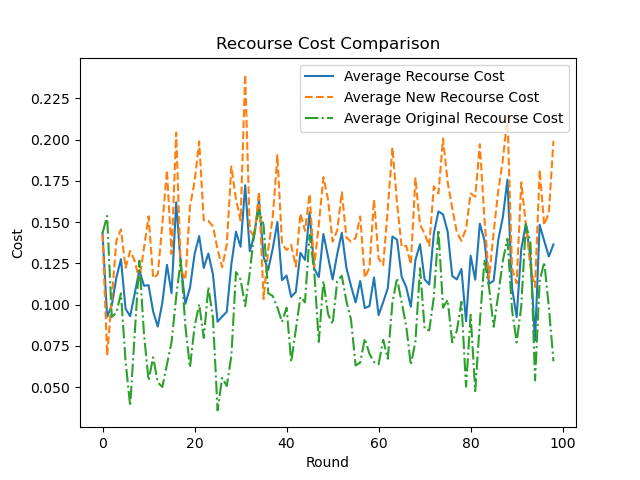 Recourse Cost Comparison
Average Recourse Cost
Average New Recourse Cost
Average Original Recourse Cost
0.225
0.200
0.175
0.150
0.125
0.100
0.075
0.050
Cost
0 20 40 60 80 100
Round